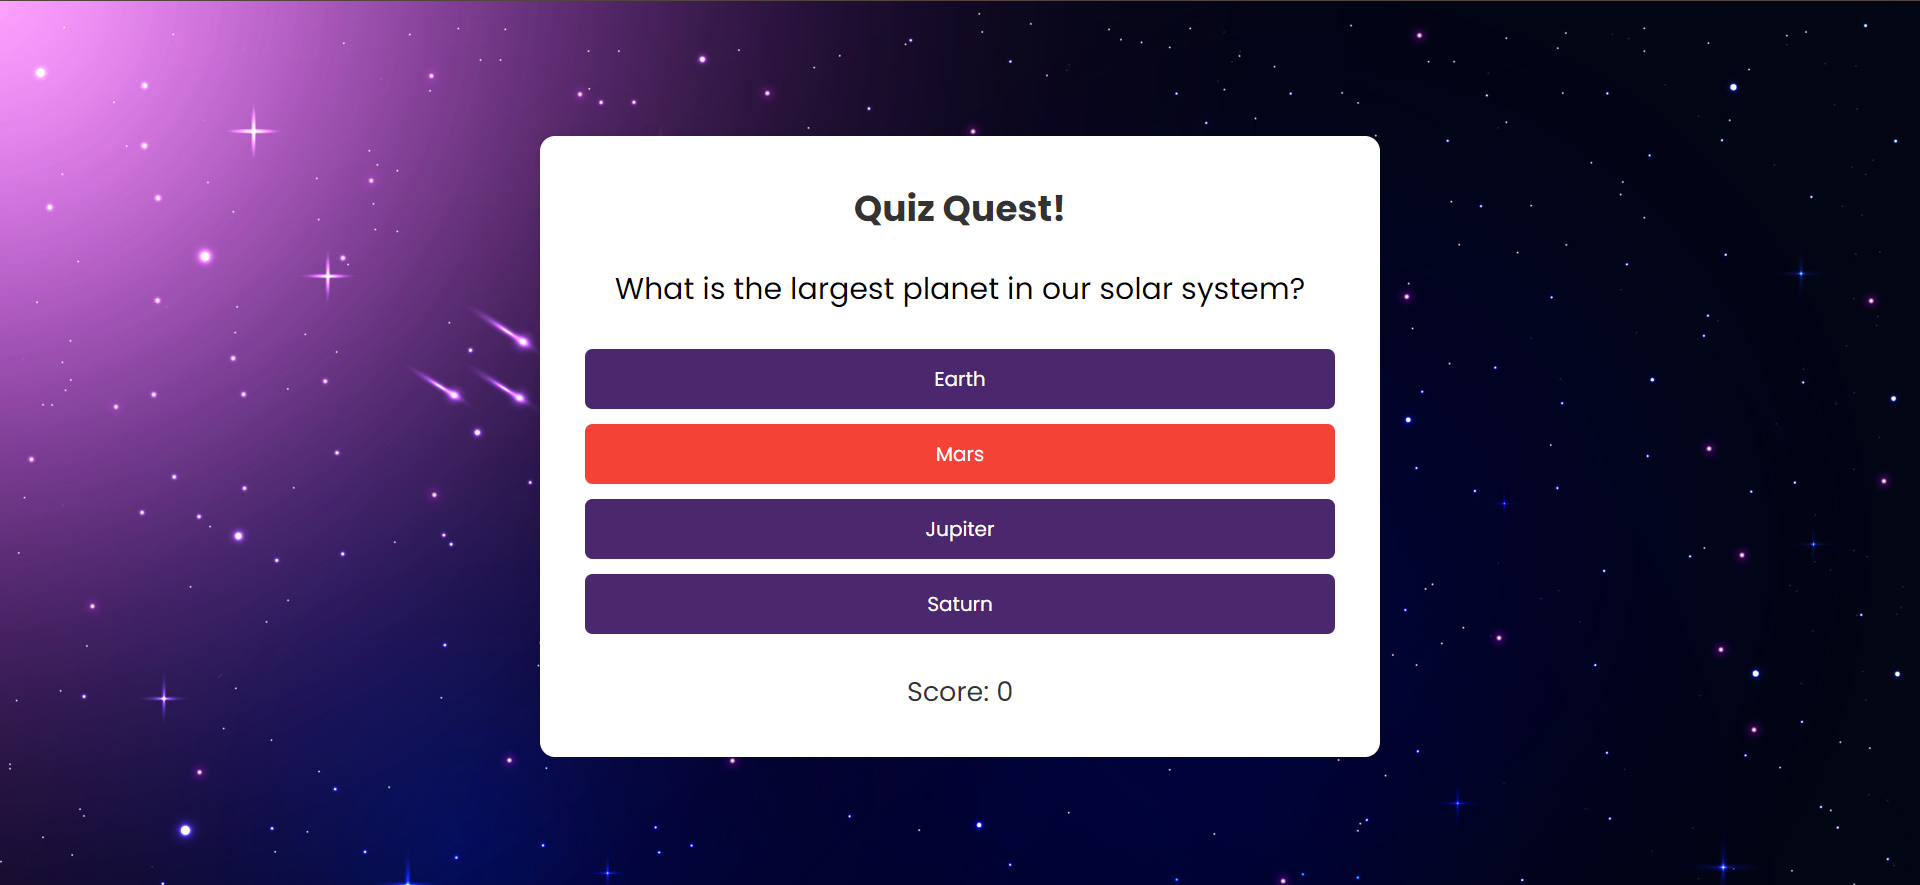 Quiz Quest!
What is the largest planet in our solar system?
Earth
Mars
Jupiter
Saturn
Score: 0